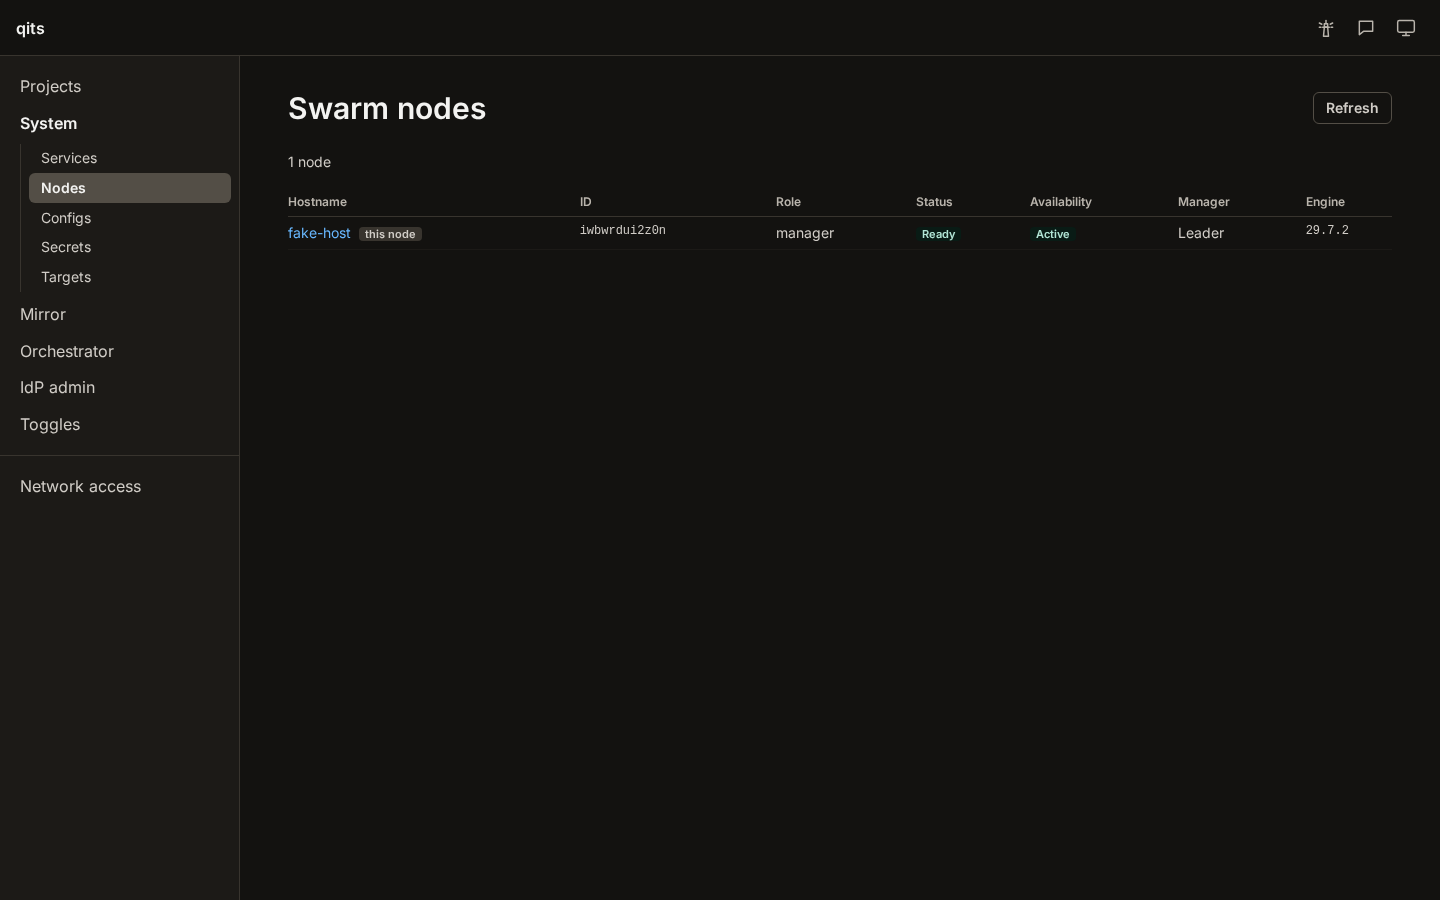 qits
Projects
System
Services
Nodes
Configs
Secrets
Targets
Mirror
Orchestrator
IdP admin
Toggles
Network access
Swarm nodes
Refresh
1 node
Hostname ID Role Status Availability Manager Engine
fake-host this node iwbwrdui2z0n manager Ready Active Leader 29.7.2